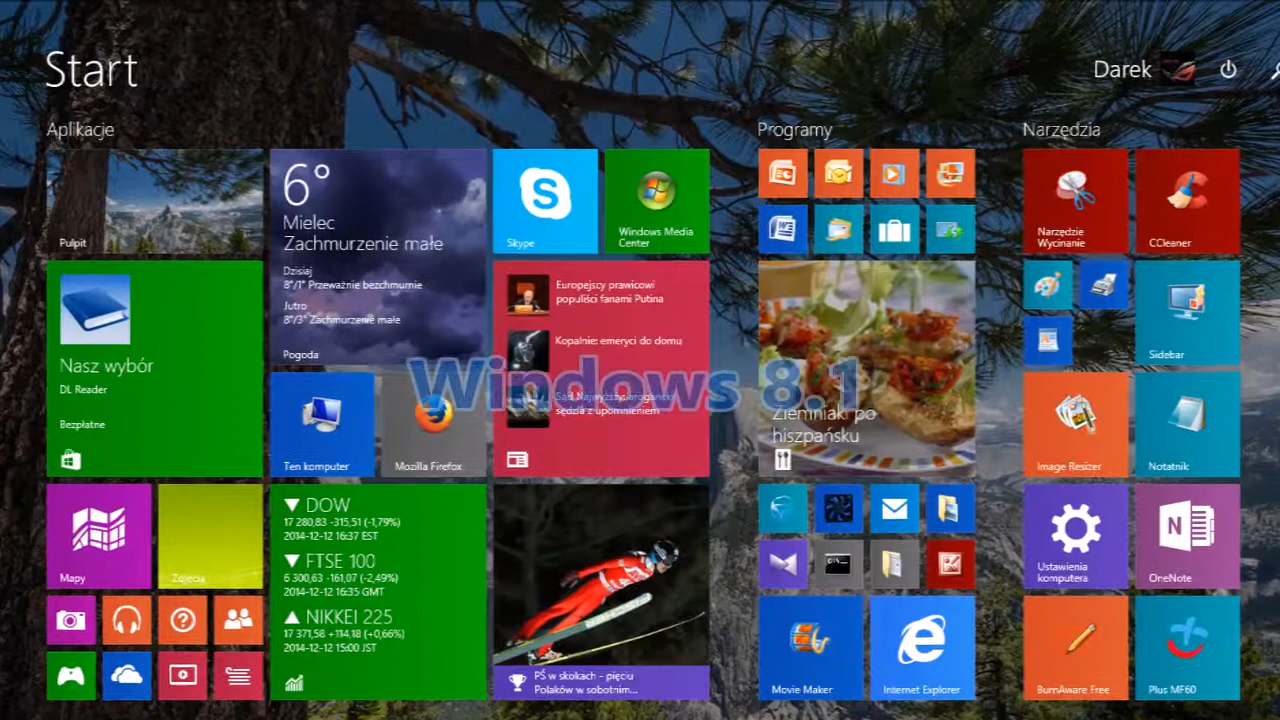 Start
Darek
Aplikacje
Programy
Narzędzia
Pulpit
6°
Mielec
Zachmurzenie małe
Dzisiaj
8°/1° Przeważnie bezchmurnie
Jutro
8°/3° Zachmurzenie małe
Pogoda
Skype
Windows Media
Center
Narzędzie
Wycinanie
CCleaner
Nasz wybór
DL Reader
Bezpłatne
Europejscy prawicowi
populiści fanami Putina
Kopalnie: emeryci do domu
Sąd Najwyższy: arogancki
sędzia z upomnieniem
Windows 8.1
Ziemniaki po
hiszpańsku
Sidebar
Ten komputer
Mozilla Firefox
Image Resizer
Notatnik
Mapy
Zdjęcia
DOW
17 280,83 -315,51 (-1,79%)
2014-12-12 16:37 EST
FTSE 100
6 300,63 -161,07 (-2,49%)
2014-12-12 16:35 GMT
NIKKEI 225
17 371,58 +114,18 (+0,66%)
2014-12-12 15:00 JST
PŚ w skokach - pięciu
Polaków w sobotnim...
Movie Maker
Internet Explorer
Ustawienia
komputera
OneNote
BurnAware Free
Plus MF60